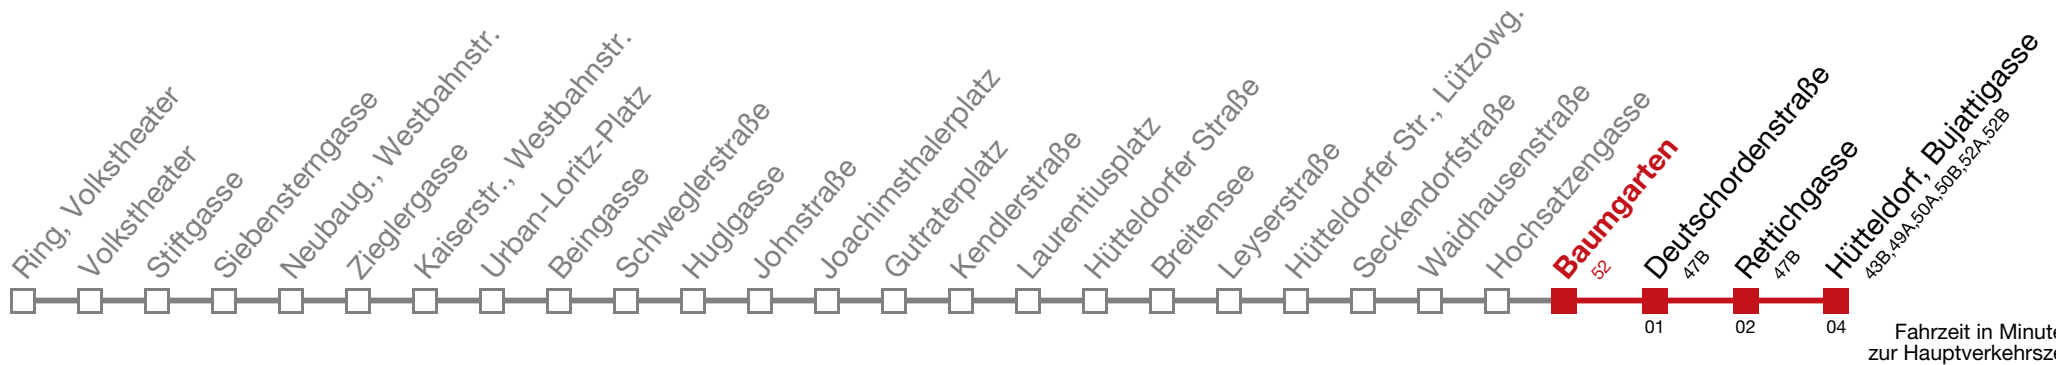 Ring, Volkstheater
Volkstheater
Stiftgasse
Siebensterngasse
Neubaug., Westbahnstr.
Zieglergasse
Kaiserstr., Westbahnstr.
Urban-Loritz-Platz
Beingasse
Schweglerstraße
Huglgasse
Johnstraße
Joachimsthalerplatz
Gutraterplatz
Kendlerstraße
Laurentiusplatz
Hütteldorfer Straße
Breitensee
Leyserstraße
Hütteldorfer Str., Lützowg.
Seckendorfstraße
Waidhausenstraße
Hochsatzengasse
Baumgarten
52
Deutschordenstraße
47B
Rettichgasse
47B
Hütteldorf, Bujattigasse
43B,49A,50A,50B,52A,52B
01
02
04
Fahrzeit in Minute
zur Hauptverkehrsze